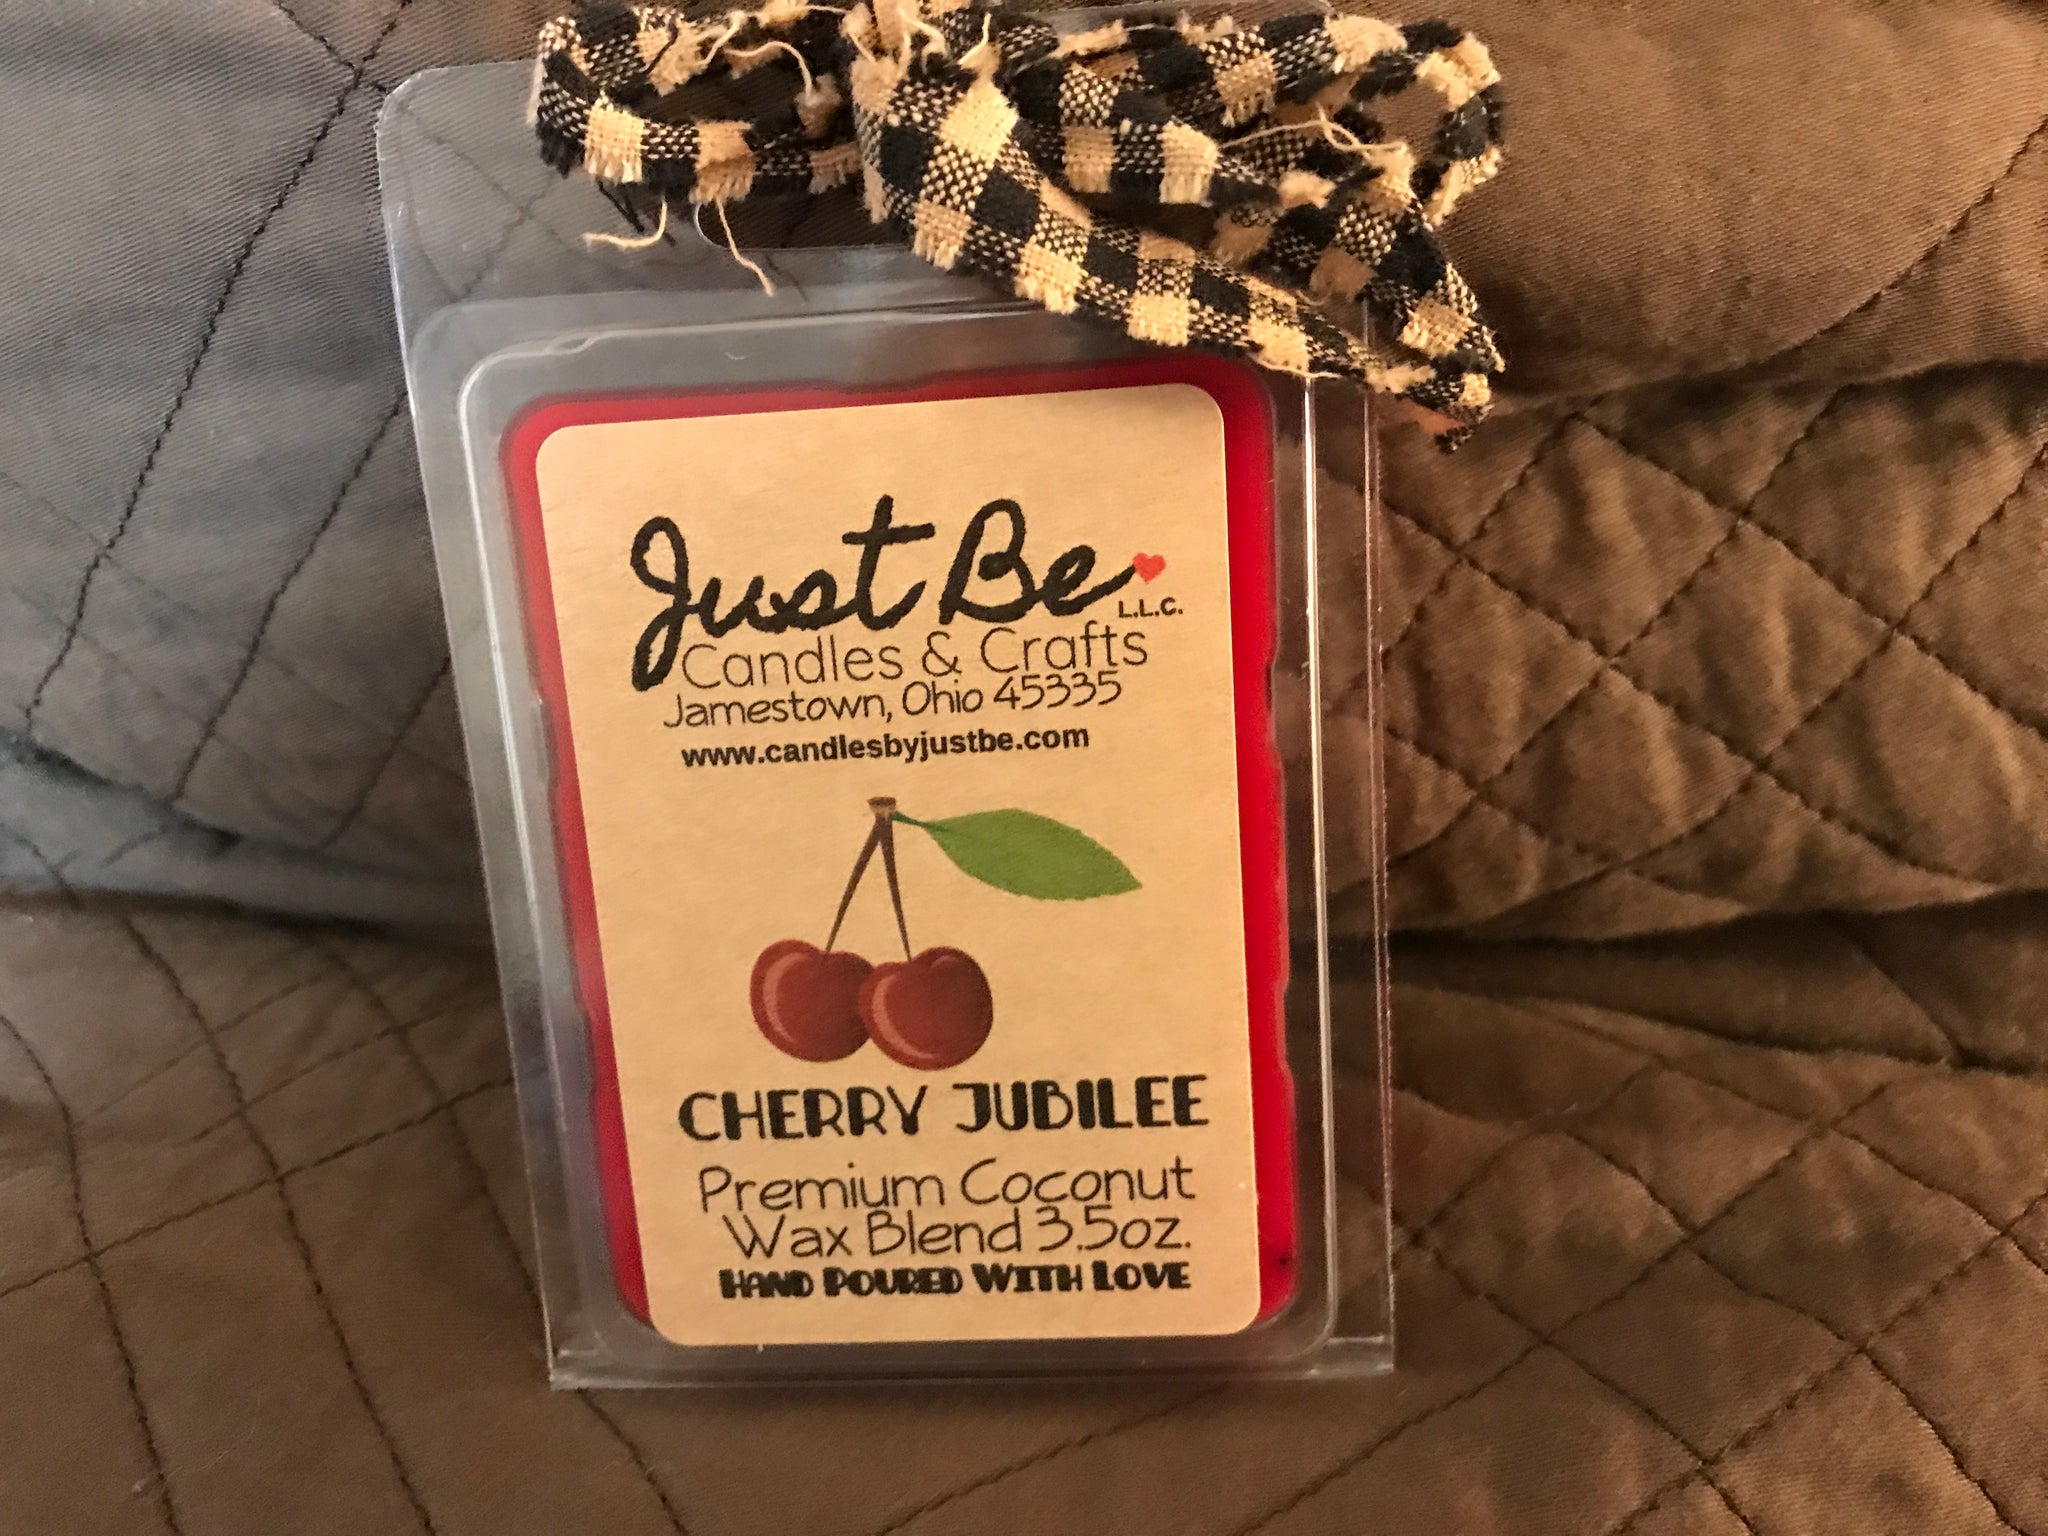 Just Be
L.L.C.
Candles & Crafts
Jamestown, Ohio 45335
www.candlesbyjustbe.com
CHERRY JUBILEE
Premium Coconut
Wax Blend 3.5oz.
HAND POURED WITH LOVE